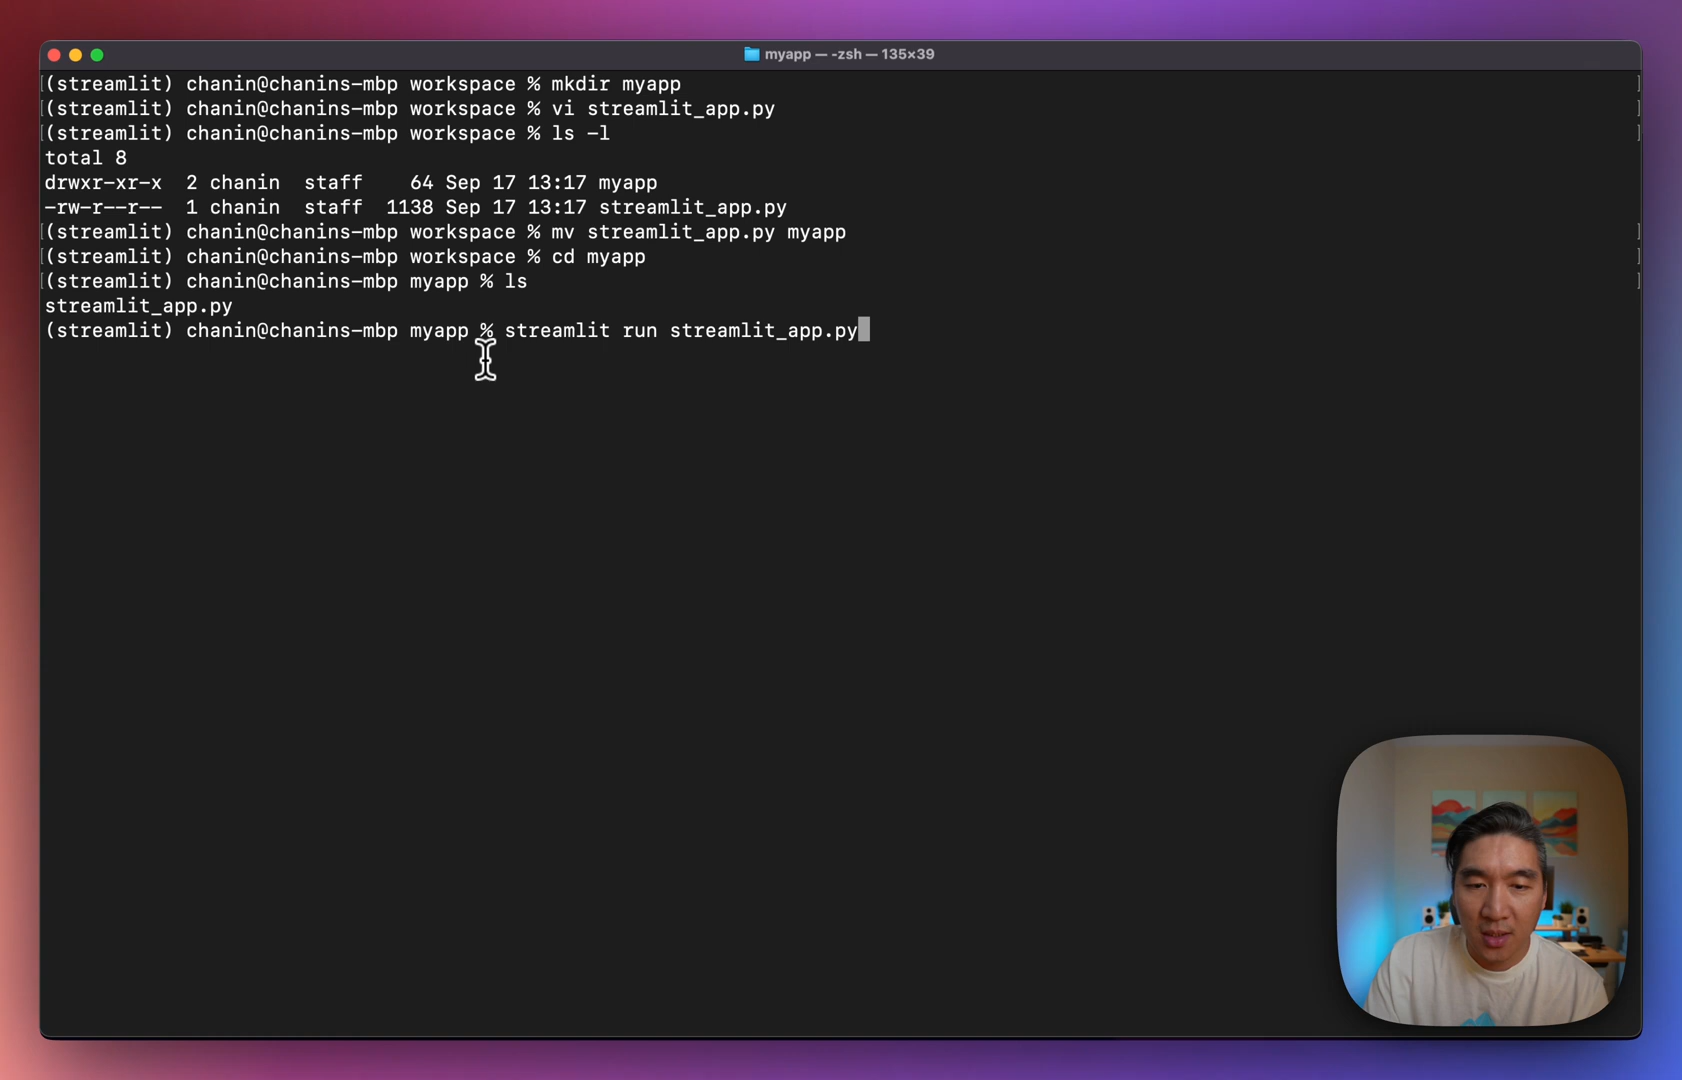 myapp — -zsh — 135×39
(streamlit) chanin@chanins-mbp workspace % mkdir myapp
(streamlit) chanin@chanins-mbp workspace % vi streamlit_app.py
(streamlit) chanin@chanins-mbp workspace % ls -l
total 8
drwxr-xr-x  2 chanin  staff    64 Sep 17 13:17 myapp
-rw-r--r--  1 chanin  staff  1138 Sep 17 13:17 streamlit_app.py
(streamlit) chanin@chanins-mbp workspace % mv streamlit_app.py myapp
(streamlit) chanin@chanins-mbp workspace % cd myapp
(streamlit) chanin@chanins-mbp myapp % ls
streamlit_app.py
(streamlit) chanin@chanins-mbp myapp % streamlit run streamlit_app.py